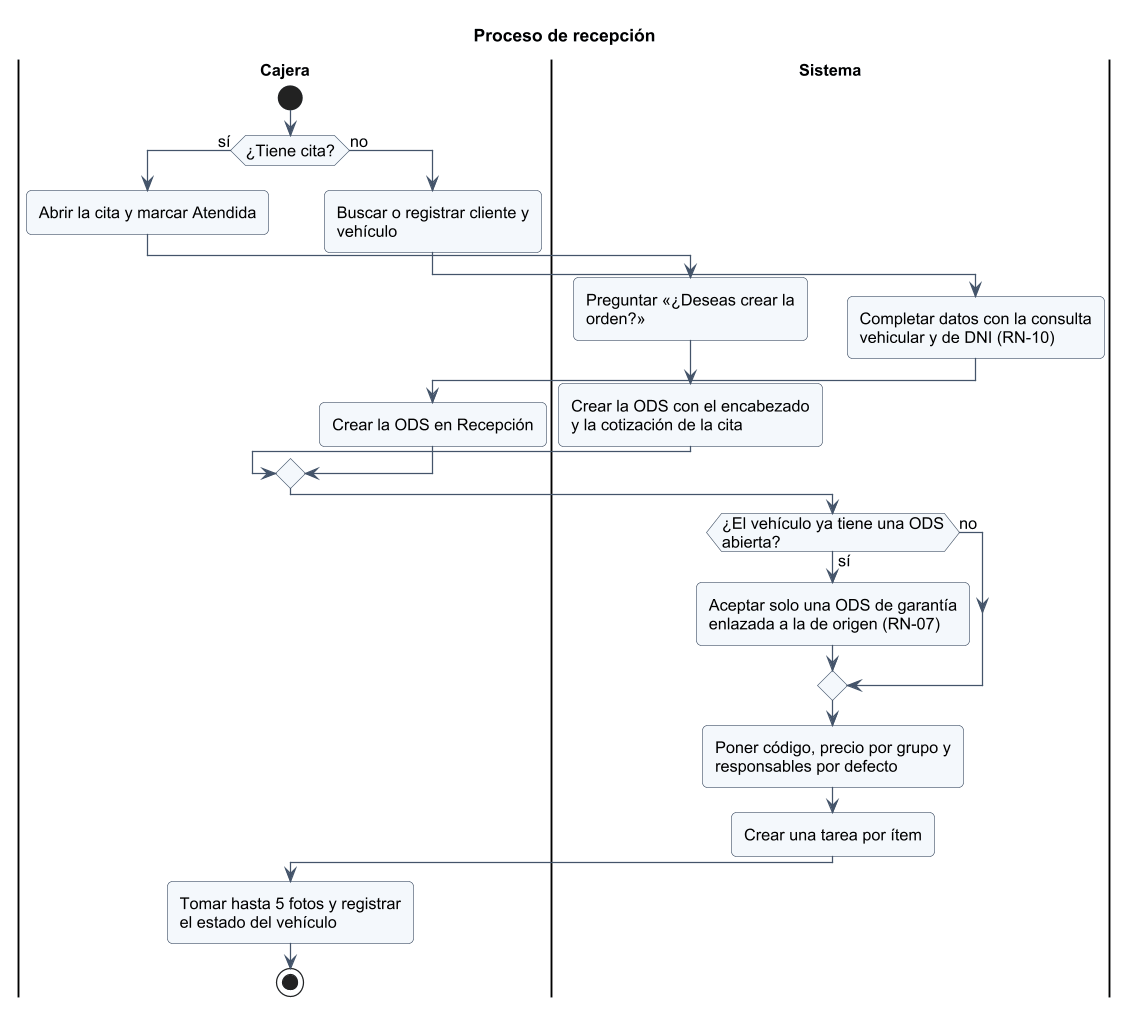 Proceso de recepción
Cajera
Sistema
¿Tiene cita?
sí
no
Abrir la cita y marcar Atendida
Buscar o registrar cliente y
vehículo
Preguntar «¿Deseas crear la
orden?»
Completar datos con la consulta
vehicular y de DNI (RN-10)
Crear la ODS en Recepción
Crear la ODS con el encabezado
y la cotización de la cita
¿El vehículo ya tiene una ODS
abierta?
no
sí
Aceptar solo una ODS de garantía
enlazada a la de origen (RN-07)
Poner código, precio por grupo y
responsables por defecto
Crear una tarea por ítem
Tomar hasta 5 fotos y registrar
el estado del vehículo